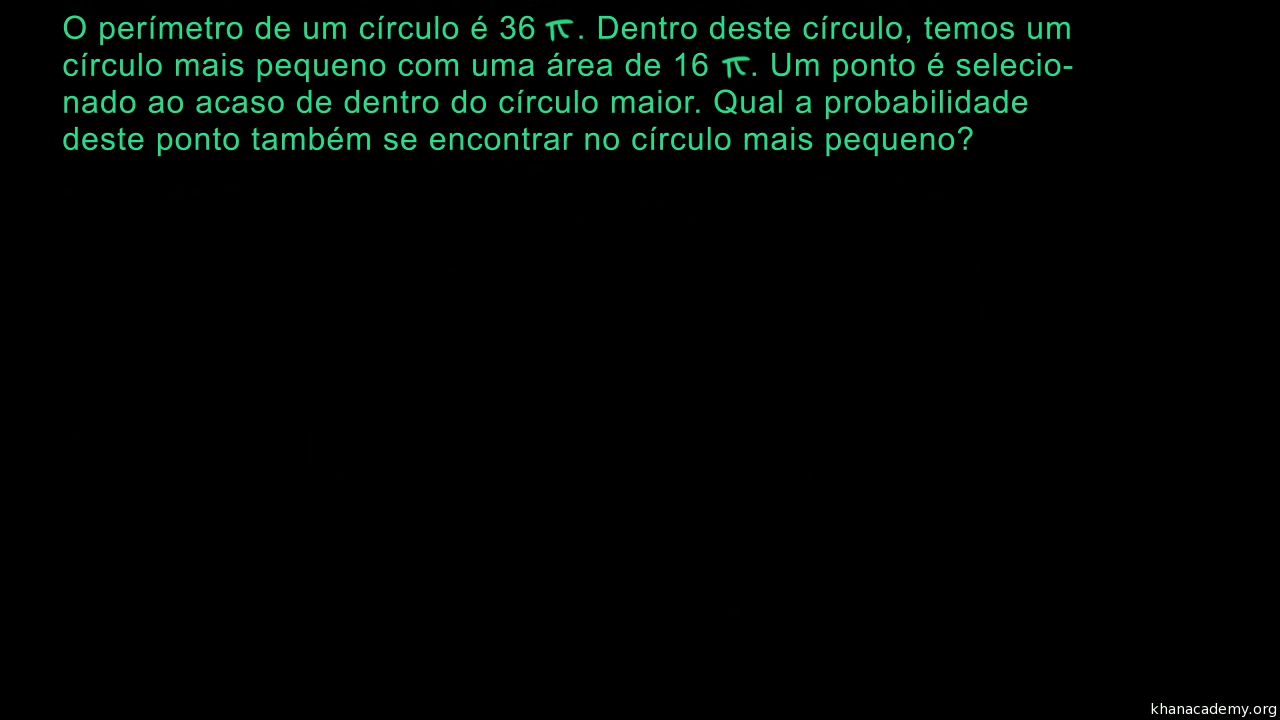 O perímetro de um círculo é 36 π. Dentro deste círculo, temos um
círculo mais pequeno com uma área de 16 π. Um ponto é selecio-
nado ao acaso de dentro do círculo maior. Qual a probabilidade
deste ponto também se encontrar no círculo mais pequeno?
khanacademy.org